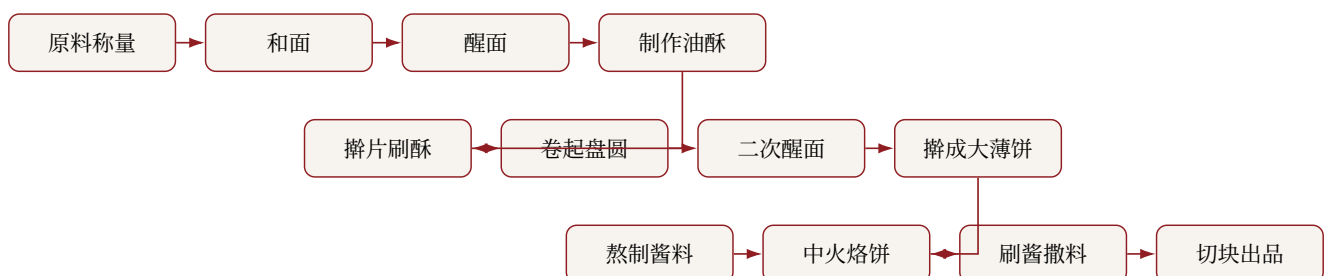 原料称量 和面 醒面 制作油酥
擀片刷酥 卷起盘圆 二次醒面 擀成大薄饼
熬制酱料 中火烙饼 刷酱撒料 切块出品